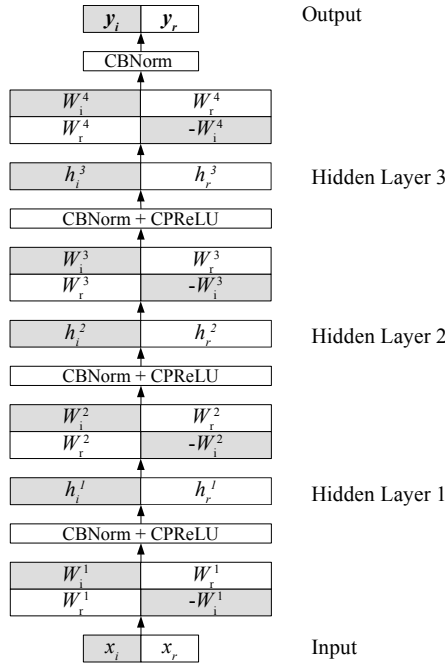 y_i y_r Output
CBNorm
W_i^4 W_r^4
W_r^4 -W_i^4
h_i^3 h_r^3 Hidden Layer 3
CBNorm + CPReLU
W_i^3 W_r^3
W_r^3 -W_i^3
h_i^2 h_r^2 Hidden Layer 2
CBNorm + CPReLU
W_i^2 W_r^2
W_r^2 -W_i^2
h_i^1 h_r^1 Hidden Layer 1
CBNorm + CPReLU
W_i^1 W_r^1
W_r^1 -W_i^1
x_i x_r Input